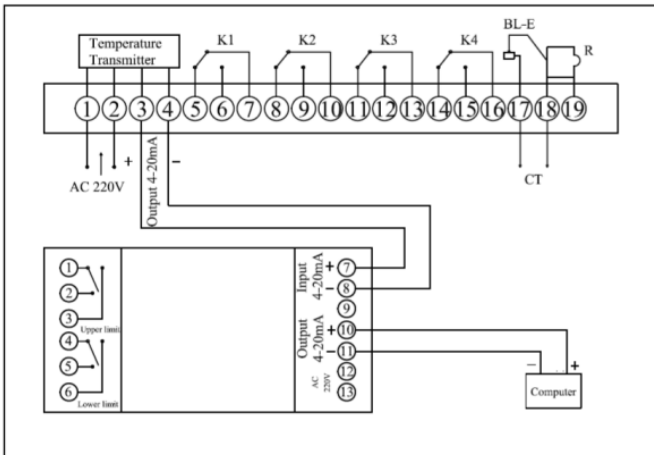 BL-E
Temperature
Transmitter
K1
K2
K3
K4
R
1 2 3 4 5 6 7 8 9 10 11 12 13 14 15 16 17 18 19
+
−
AC 220V
Output 4-20mA
CT
1
2
3
Upper limit
4
5
6
Lower limit
Input
4-20mA
+
−
Output
4-20mA
+
−
AC
220V
7
8
9
10
11
12
13
−
+
Computer